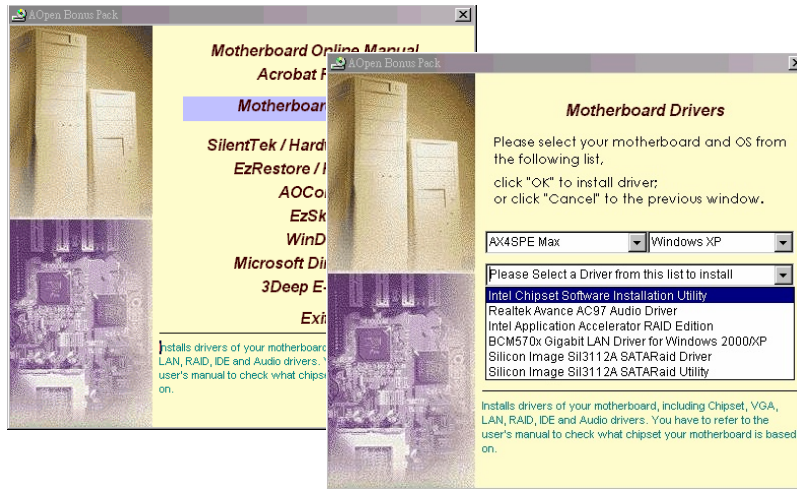 AOpen Bonus Pack
Motherboard Online Manual
Acrobat
Motherboar
SilentTek / Hardw
EzRestore /
AOCo
EzSk
WinD
Microsoft Di
3Deep E
Exi
Installs drivers of your motherboard
LAN, RAID, IDE and Audio drivers.
user's manual to check what chips
on.
AOpen Bonus Pack
Motherboard Drivers
Please select your motherboard and OS from
the following list,
click "OK" to install driver;
or click "Cancel" to the previous window.
AX4SPE Max
Windows XP
Please Select a Driver from this list to install
Intel Chipset Software Installation Utility
Realtek Avance AC97 Audio Driver
Intel Application Accelerator RAID Edition
BCM570x Gigabit LAN Driver for Windows 2000/XP
Silicon Image SiI3112A SATARaid Driver
Silicon Image SiI3112A SATARaid Utility
Installs drivers of your motherboard, including Chipset, VGA,
LAN, RAID, IDE and Audio drivers. You have to refer to the
user's manual to check what chipset your motherboard is based
on.